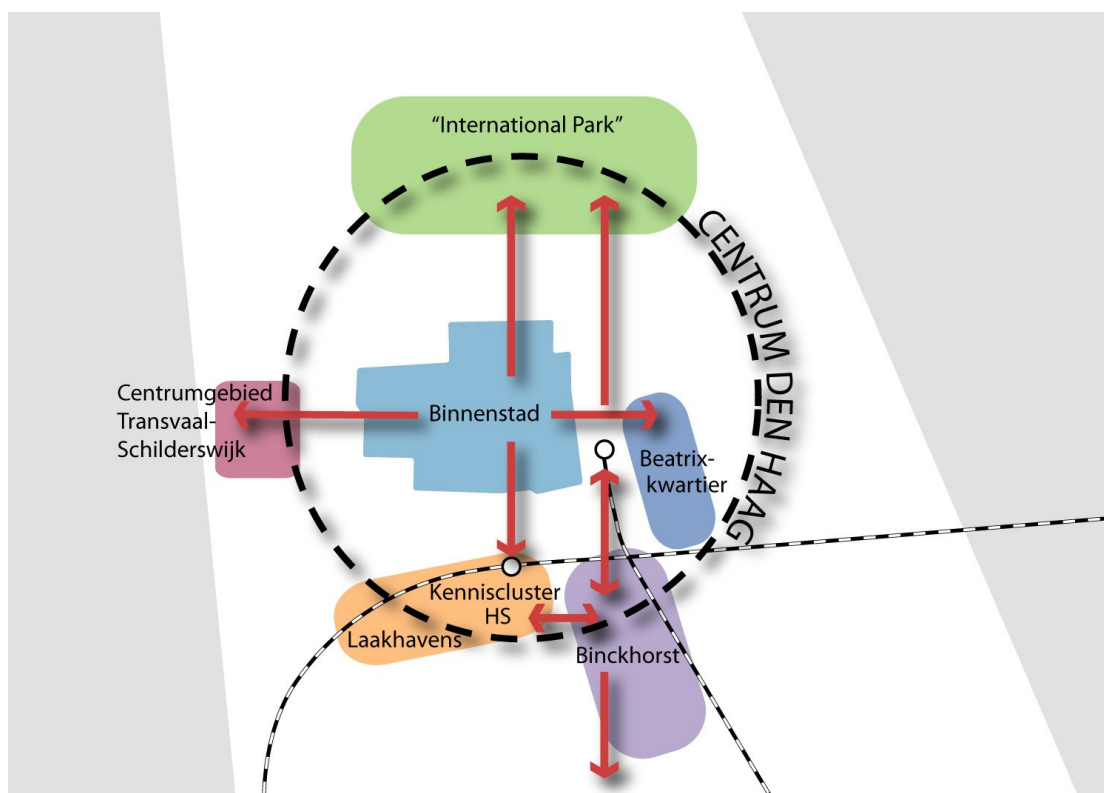 “International Park”
CENTRUM DEN HAAG
Centrumgebied
Transvaal-
Schilderswijk
Binnenstad
Beatrix-
kwartier
Kenniscluster
HS
Laakhavens
Binckhorst